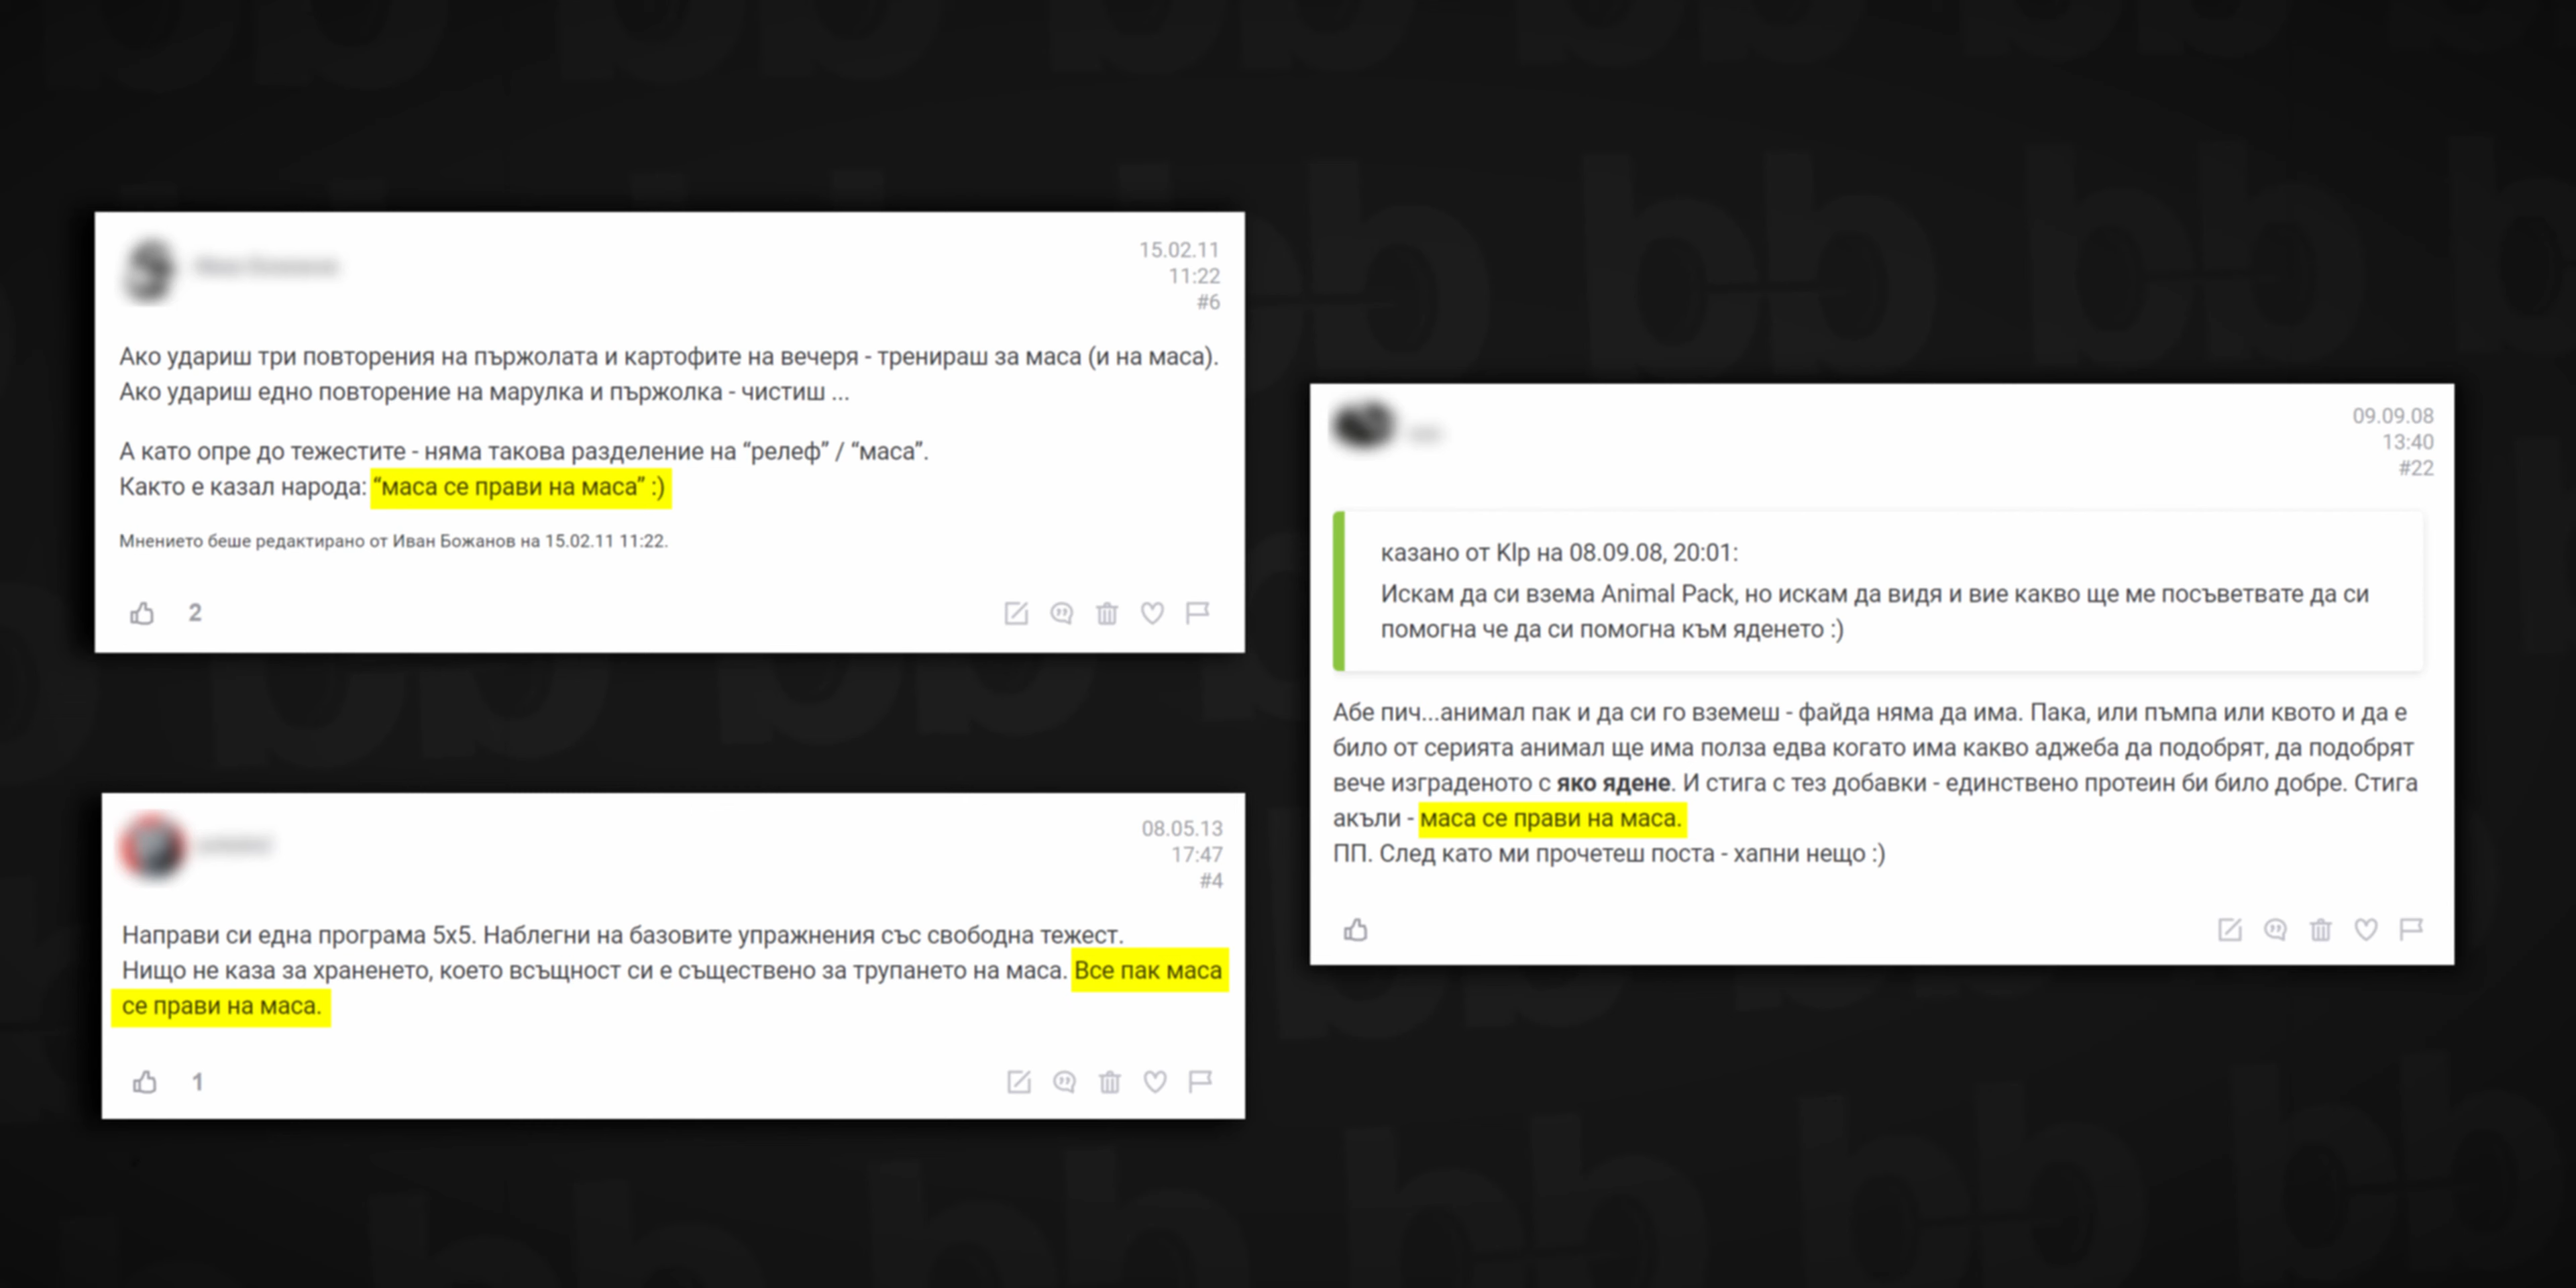 15.02.11
11:22
#6
Ако удариш три повторения на пържолата и картофите на вечеря - тренираш за маса (и на маса).
Ако удариш едно повторение на марулка и пържолка - чистиш ...
А като опре до тежестите - няма такова разделение на “релеф” / “маса”.
Както е казал народа: “маса се прави на маса” :)
Мнението беше редактирано от Иван Божанов на 15.02.11 11:22.
2
08.05.13
17:47
#4
Направи си една програма 5х5. Наблегни на базовите упражнения със свободна тежест.
Нищо не каза за храненето, което всъщност си е съществено за трупането на маса. Все пак маса
се прави на маса.
1
09.09.08
13:40
#22
казано от Klp на 08.09.08, 20:01:
Искам да си взема Animal Pack, но искам да видя и вие какво ще ме посъветвате да си
помогна че да си помогна към яденето :)
Абе пич...анимал пак и да си го вземеш - файда няма да има. Пака, или пъмпа или квото и да е
било от серията анимал ще има полза едва когато има какво аджеба да подобрят, да подобрят
вече изграденото с яко ядене. И стига с тез добавки - единствено протеин би било добре. Стига
акъли - маса се прави на маса.
ПП. След като ми прочетеш поста - хапни нещо :)